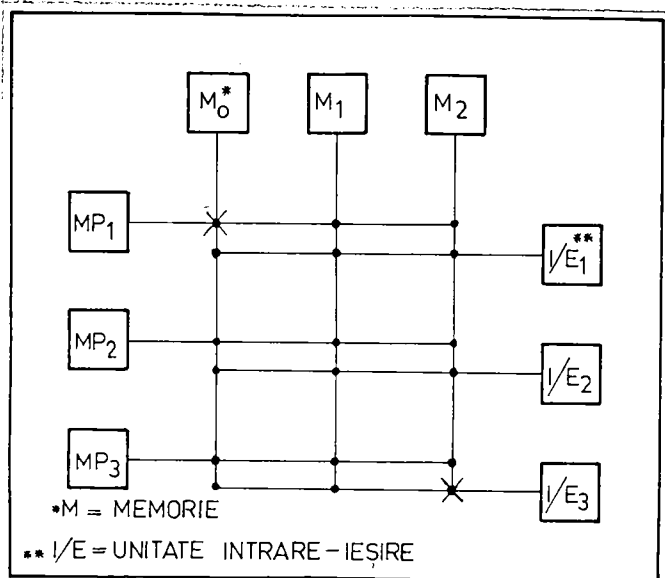 M₀* M₁ M₂
MP₁
I/E₁**
MP₂
I/E₂
MP₃
I/E₃
*M = MEMORIE
** I/E = UNITATE INTRARE-IEȘIRE